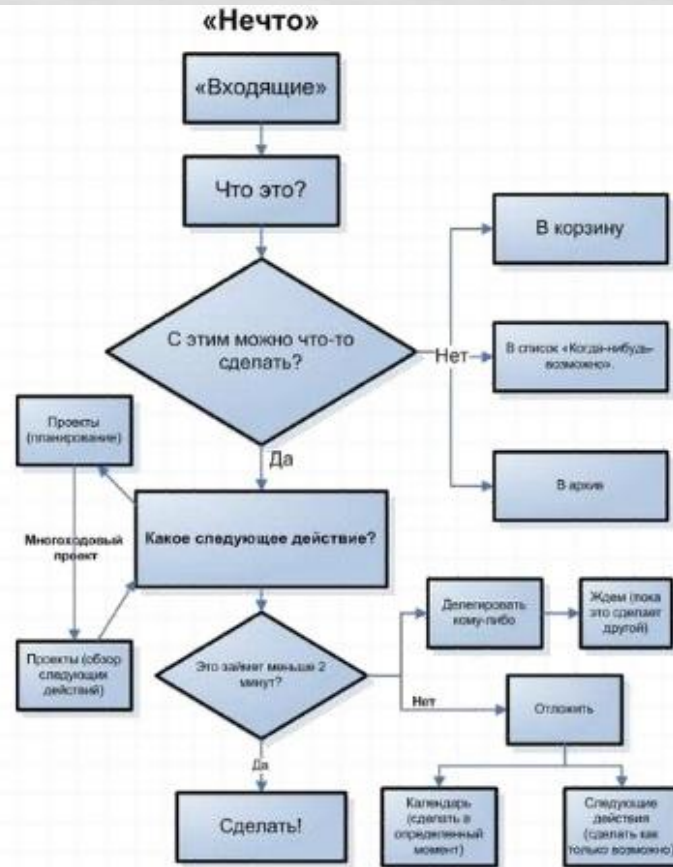 «Нечто»
«Входящие»
Что это?
В корзину
С этим можно что-то
сделать?
Нет
В список «Когда-нибудь-
возможно».
Проекты
(планирование)
Да
В архив
Многоходовый
проект
Какое следующее действие?
Делегировать
кому-либо
Ждем (пока
это сделает
другой)
Проекты (обзор
следующих
действий)
Это займет меньше 2
минут?
Нет
Отложить
Да
Сделать!
Календарь
(сделать в
определенный
момент)
Следующие
действия
(сделать как
только возможно)